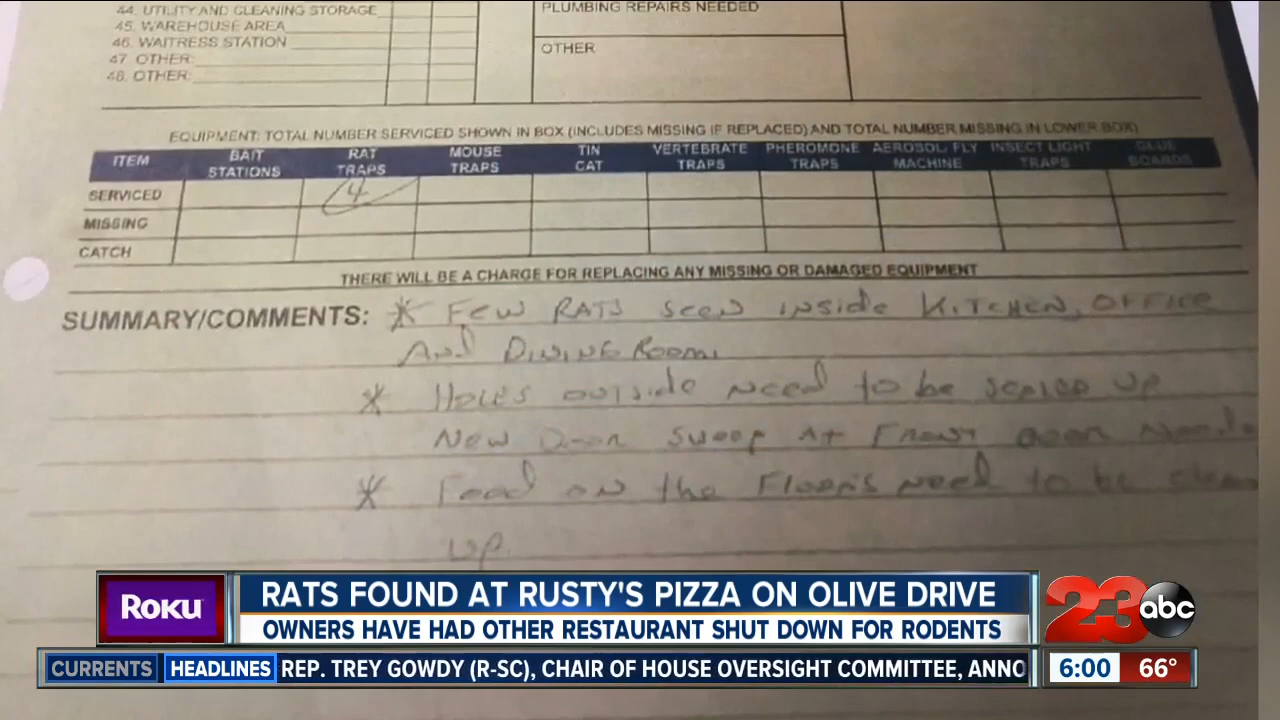 44. UTILITY AND CLEANING STORAGE
45. WAREHOUSE AREA
46. WAITRESS STATION
47 OTHER:
48. OTHER:
PLUMBING REPAIRS NEEDED
OTHER
EQUIPMENT: TOTAL NUMBER SERVICED SHOWN IN BOX (INCLUDES MISSING IF REPLACED) AND TOTAL NUMBER MISSING IN LOWER BOX)
ITEM BAIT STATIONS RAT TRAPS MOUSE TRAPS TIN CAT VERTEBRATE TRAPS PHEROMONE TRAPS AEROSOL FLY MACHINE INSECT LIGHT TRAPS GLUE BOARDS
SERVICED 4
MISSING
CATCH
THERE WILL BE A CHARGE FOR REPLACING ANY MISSING OR DAMAGED EQUIPMENT
SUMMARY/COMMENTS: * FEW RATS SEEN INSIDE KITCHEN, OFFICE
AND DINING ROOM.
* HOLES OUTSIDE NEED to be SEALED UP
NEW DOOR SWEEP AT FRONT DOOR
* Food on the Floors Need to be clean
UP.
Roku
RATS FOUND AT RUSTY'S PIZZA ON OLIVE DRIVE
OWNERS HAVE HAD OTHER RESTAURANT SHUT DOWN FOR RODENTS
23 abc
CURRENTS HEADLINES REP. TREY GOWDY (R-SC), CHAIR OF HOUSE OVERSIGHT COMMITTEE, ANNO
6:00 66°